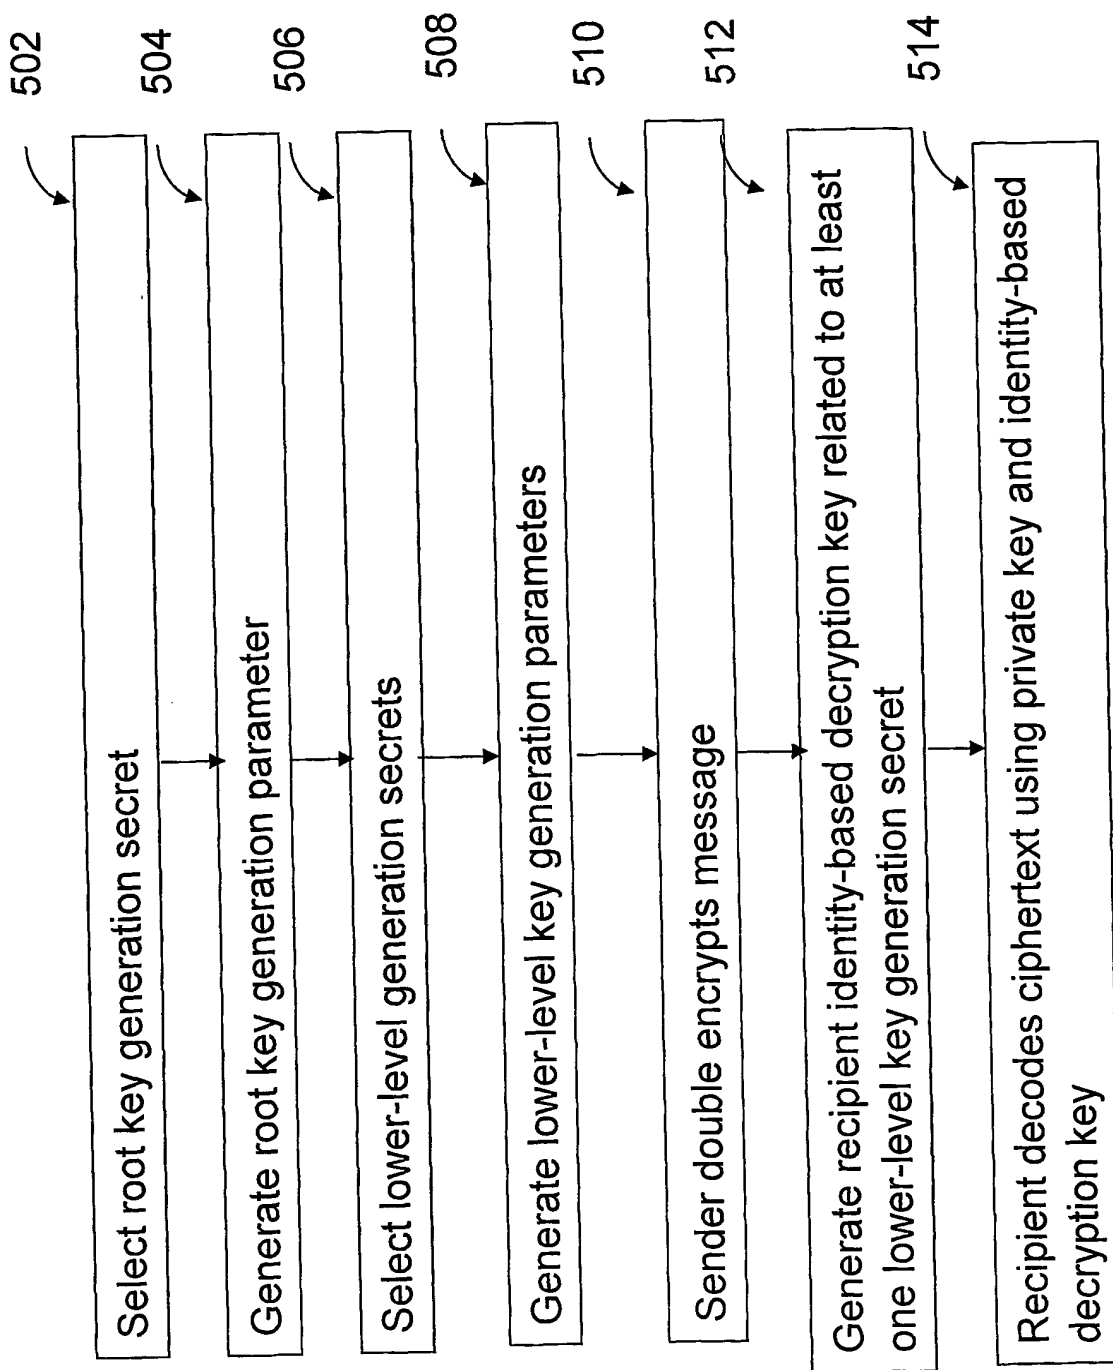 502
Select root key generation secret
504
Generate root key generation parameter
506
Select lower-level generation secrets
508
Generate lower-level key generation parameters
510
Sender double encrypts message
512
Generate recipient identity-based decryption key related to at least
one lower-level key generation secret
514
Recipient decodes ciphertext using private key and identity-based
decryption key